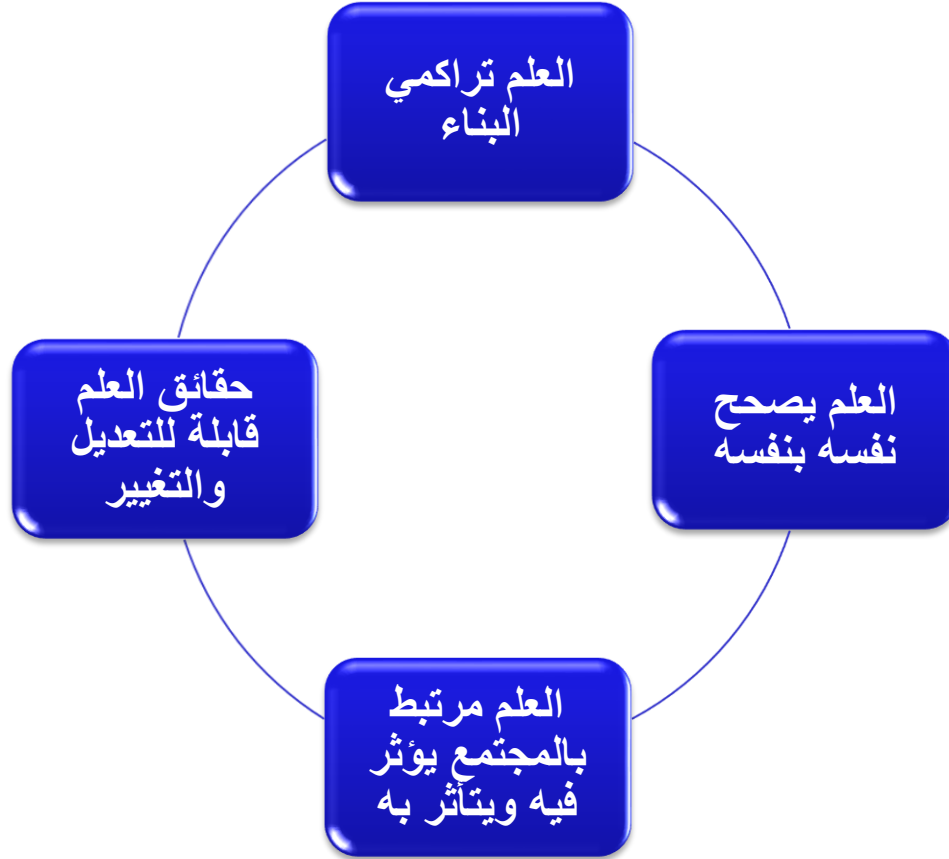 العلم تراكمي
البناء
العلم يصحح
نفسه بنفسه
العلم مرتبط
بالمجتمع يؤثر
فيه ويتأثر به
حقائق العلم
قابلة للتعديل
والتغيير